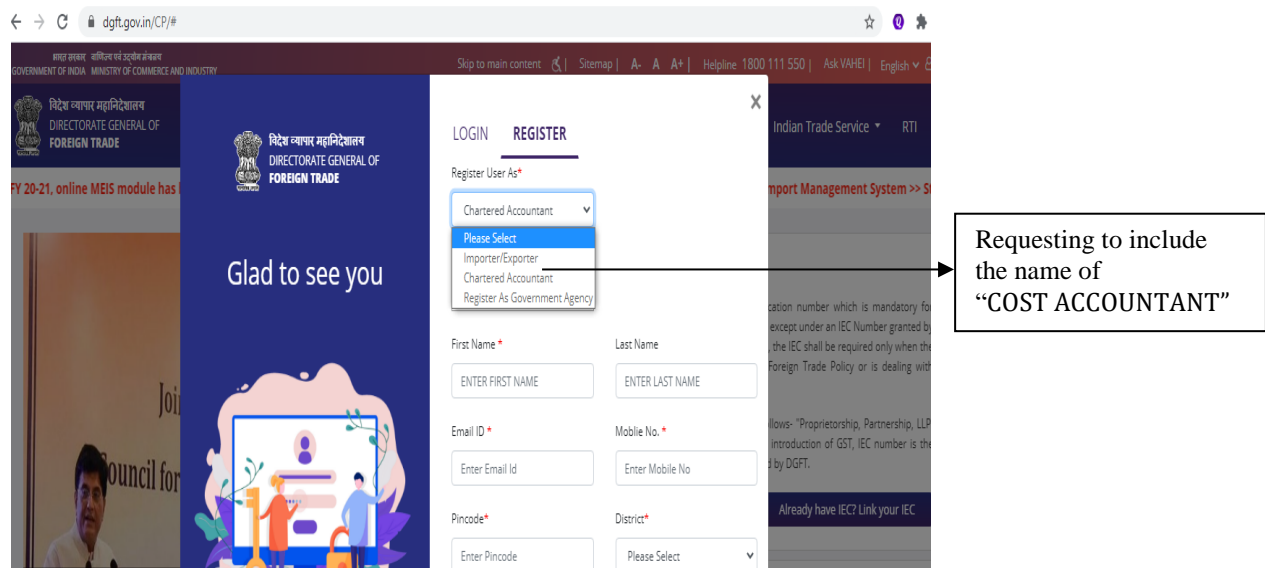 dgft.gov.in/CP/#
भारत सरकार वाणिज्य एवं उद्योग मंत्रालय
GOVERNMENT OF INDIA MINISTRY OF COMMERCE AND INDUSTRY
Skip to main content | Sitemap | A- A A+ | Helpline 1800 111 550 | Ask VAHEI | English
विदेश व्यापार महानिदेशालय
DIRECTORATE GENERAL OF
FOREIGN TRADE
Indian Trade Service RTI
FY 20-21, online MEIS module has
mport Management System >> St
विदेश व्यापार महानिदेशालय
DIRECTORATE GENERAL OF
FOREIGN TRADE
Glad to see you
X
LOGIN REGISTER
Register User As*
Chartered Accountant
Please Select
Importer/Exporter
Chartered Accountant
Register As Government Agency
First Name * Last Name
ENTER FIRST NAME ENTER LAST NAME
Email ID * Moblie No. *
Enter Email Id Enter Mobile No
Pincode* District*
Enter Pincode Please Select
Joi
ouncil for
cation number which is mandatory for
except under an IEC Number granted by
, the IEC shall be required only when the
Foreign Trade Policy or is dealing with
llows- "Proprietorship, Partnership, LLP
introduction of GST, IEC number is the
d by DGFT.
Already have IEC? Link your IEC
Requesting to include
the name of
“COST ACCOUNTANT”